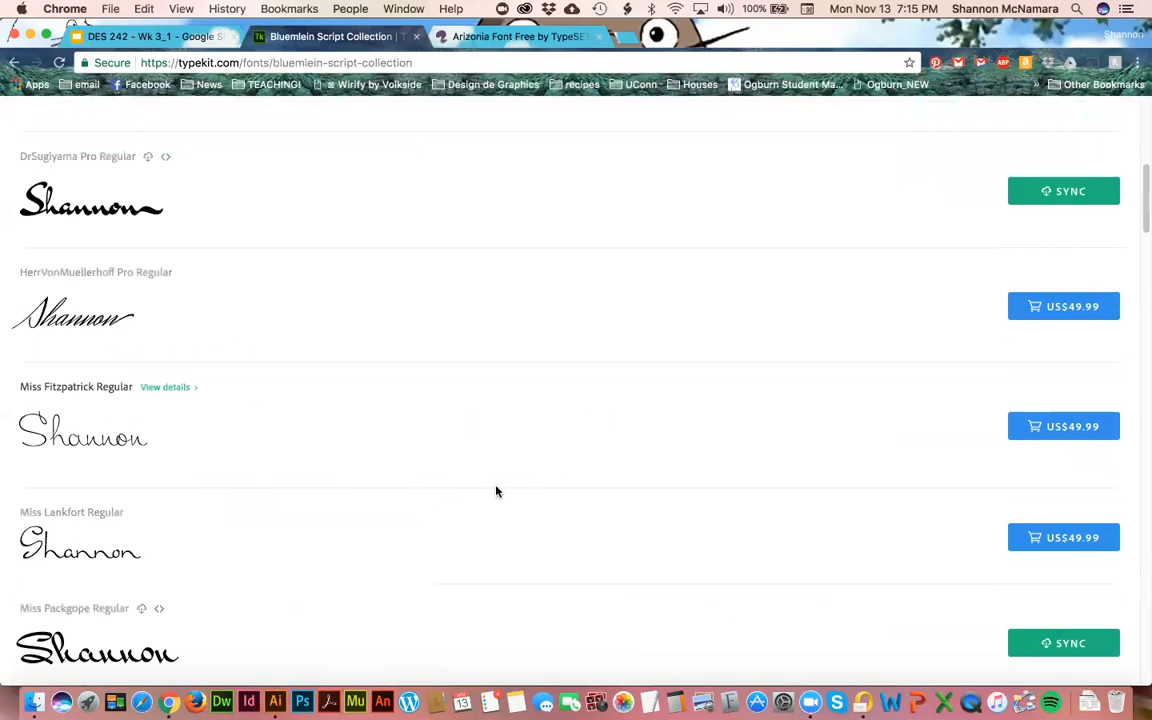 Chrome File Edit View History Bookmarks People Window Help 100% Mon Nov 13 7:15 PM Shannon McNamara
DES 242 - Wk 3_1 - Google S
Bluemlein Script Collection | T
Arizonia Font Free by TypeSET
Shannon
Secure https://typekit.com/fonts/bluemlein-script-collection
Apps email Facebook News TEACHING! Wirify by Volkside Design de Graphics recipes UConn Houses Ogburn Student Ma... Ogburn_NEW » Other Bookmarks
DrSugiyama Pro Regular
Shannon
SYNC
HerrVonMuellerhoff Pro Regular
Shannon
US$49.99
Miss Fitzpatrick Regular View details ›
Shannon
US$49.99
Miss Lankfort Regular
Shannon
US$49.99
Miss Packgope Regular
Shannon
SYNC